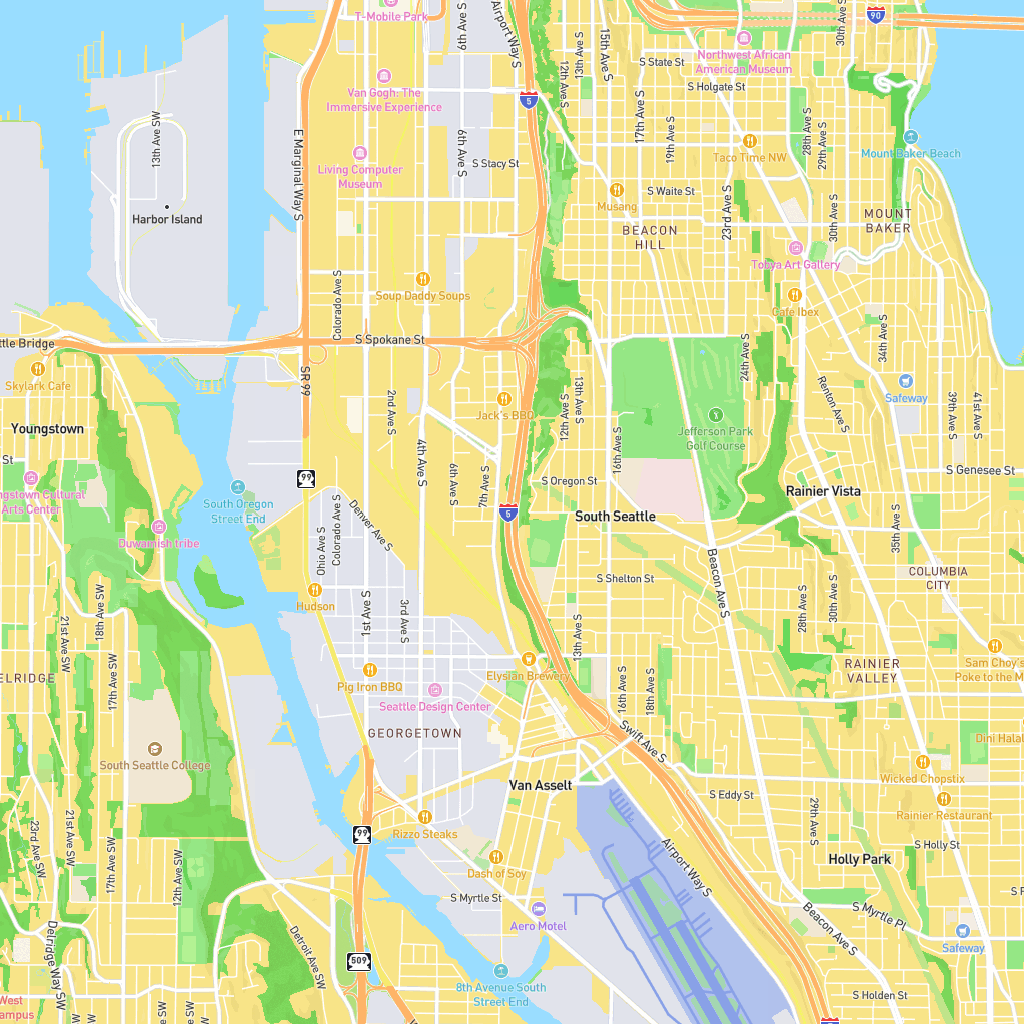 T-Mobile Park
69th Ave S
Airport Way S
90
30th Ave S
15th Ave S
13th Ave S
12th Ave S
S State St
Northwest African
American Museum
S Holgate St
Van Gogh: The
Immersive Experience
5
17th Ave S
19th Ave S
28th Ave S
29th Ave S
13th Ave SW
E Marginal Way S
6th Ave S
S Stacy St
Taco Time NW
Mount Baker Beach
Living Computer
Museum
Musang
S Waite St
23rd Ave S
30th Ave S
Harbor Island
MOUNT
BAKER
BEACON
HILL
Tobya Art Gallery
Colorado Ave S
Soup Daddy Soups
Cafe Ibex
34th Ave S
ttle Bridge
S Spokane St
24th Ave S
Skylark Cafe
SR 99
2nd Ave S
Jack's BBQ
13th Ave S
12th Ave S
Renton Ave S
Safeway
39th Ave S
41st Ave S
Youngstown
Jefferson Park
Golf Course
4th Ave S
16th Ave S
St
6th Ave S
7th Ave S
S Oregon St
S Genesee St
99
ngstown Cultural
Arts Center
South Oregon
Street End
Rainier Vista
Colorado Ave S
Ohio Ave S
Denver Ave S
5
South Seattle
35th Ave S
Duwamish tribe
Hudson
S Shelton St
Beacon Ave S
COLUMBIA
CITY
18th Ave SW
21st Ave SW
1st Ave S
3rd Ave S
28th Ave S
30th Ave S
13th Ave S
17th Ave SW
ELRIDGE
Pig Iron BBQ
Elysian Brewery
16th Ave S
18th Ave S
RAINIER
VALLEY
Sam Choy's
Poke to the M
Seattle Design Center
GEORGETOWN
Swift Ave S
Dini Halal
South Seattle College
Van Asselt
Wicked Chopstix
S Eddy St
Rainier Restaurant
Rizzo Steaks
99
23rd Ave SW
21st Ave SW
17th Ave SW
12th Ave SW
29th Ave S
S Holly St
Airport Way S
Holly Park
Dash of Soy
S Myrtle St
Aero Motel
S Myrtle Pl
Beacon Ave S
Delridge Way SW
Detroit Ave SW
Safeway
509
8th Avenue South
Street End
West
ampus
S Holden St